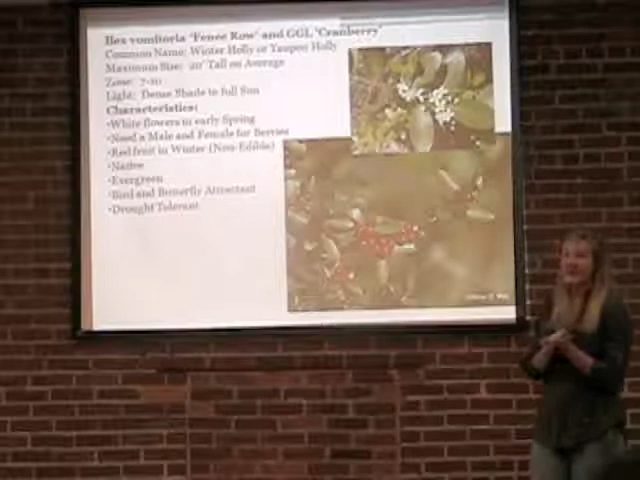 Ilex vomitoria 'Fence Row' and GGL 'Cranberry'
Common Name: Winter Holly or Yaupon Holly
Maximum Size: 20' Tall on Average
Zone: 7-10
Light: Dense Shade to full Sun
Characteristics:
•White flowers in early Spring
•Need a Male and Female for Berries
•Red fruit in Winter (Non-Edible)
•Native
•Evergreen
•Bird and Butterfly Attractant
•Drought Tolerant